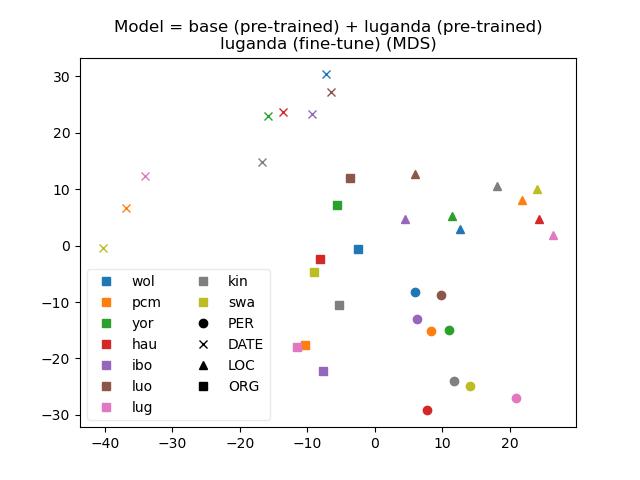 Model = base (pre-trained) + luganda (pre-trained)
luganda (fine-tune) (MDS)
30
20
10
0
−10
−20
−30
−40
−30
−20
−10
0
10
20
wol
pcm
yor
hau
ibo
luo
lug
kin
swa
PER
DATE
LOC
ORG